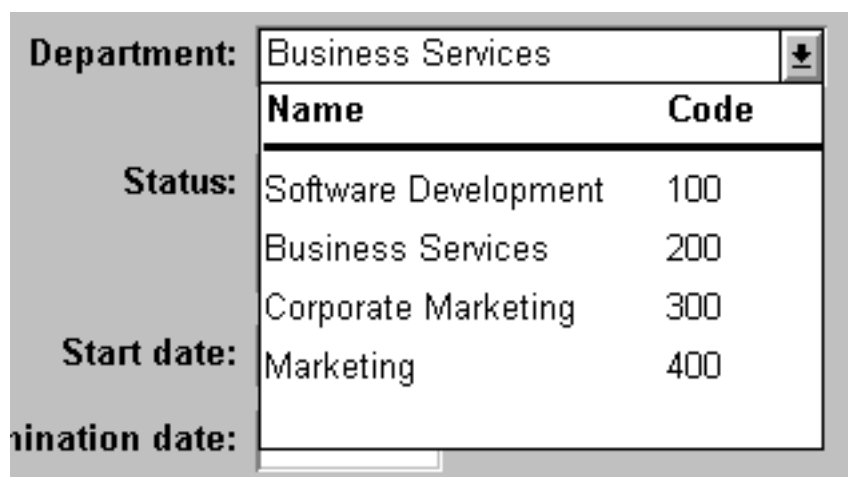 Department: Business Services
Name Code
Status: Software Development 100
Business Services 200
Corporate Marketing 300
Start date: Marketing 400
date: